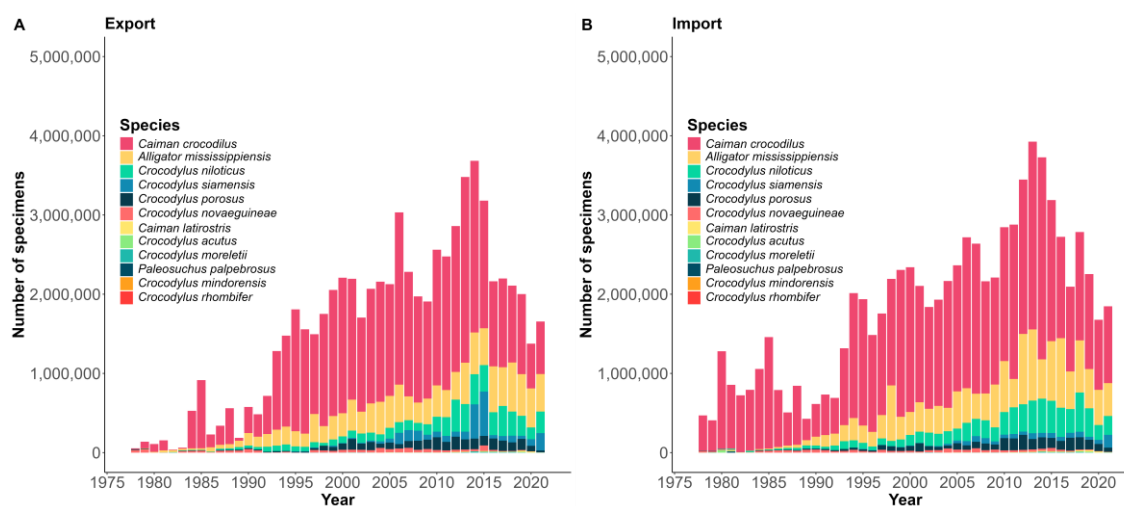 A
Export
Number of specimens
5,000,000
4,000,000
3,000,000
2,000,000
1,000,000
0
Species
Caiman crocodilus
Alligator mississippiensis
Crocodylus niloticus
Crocodylus siamensis
Crocodylus porosus
Crocodylus novaeguineae
Caiman latirostris
Crocodylus acutus
Crocodylus moreletii
Paleosuchus palpebrosus
Crocodylus mindorensis
Crocodylus rhombifer
1975 1980 1985 1990 1995 2000 2005 2010 2015 2020
Year
B
Import
Number of specimens
5,000,000
4,000,000
3,000,000
2,000,000
1,000,000
0
Species
Caiman crocodilus
Alligator mississippiensis
Crocodylus niloticus
Crocodylus siamensis
Crocodylus porosus
Crocodylus novaeguineae
Caiman latirostris
Crocodylus acutus
Crocodylus moreletii
Paleosuchus palpebrosus
Crocodylus mindorensis
Crocodylus rhombifer
1975 1980 1985 1990 1995 2000 2005 2010 2015 2020
Year